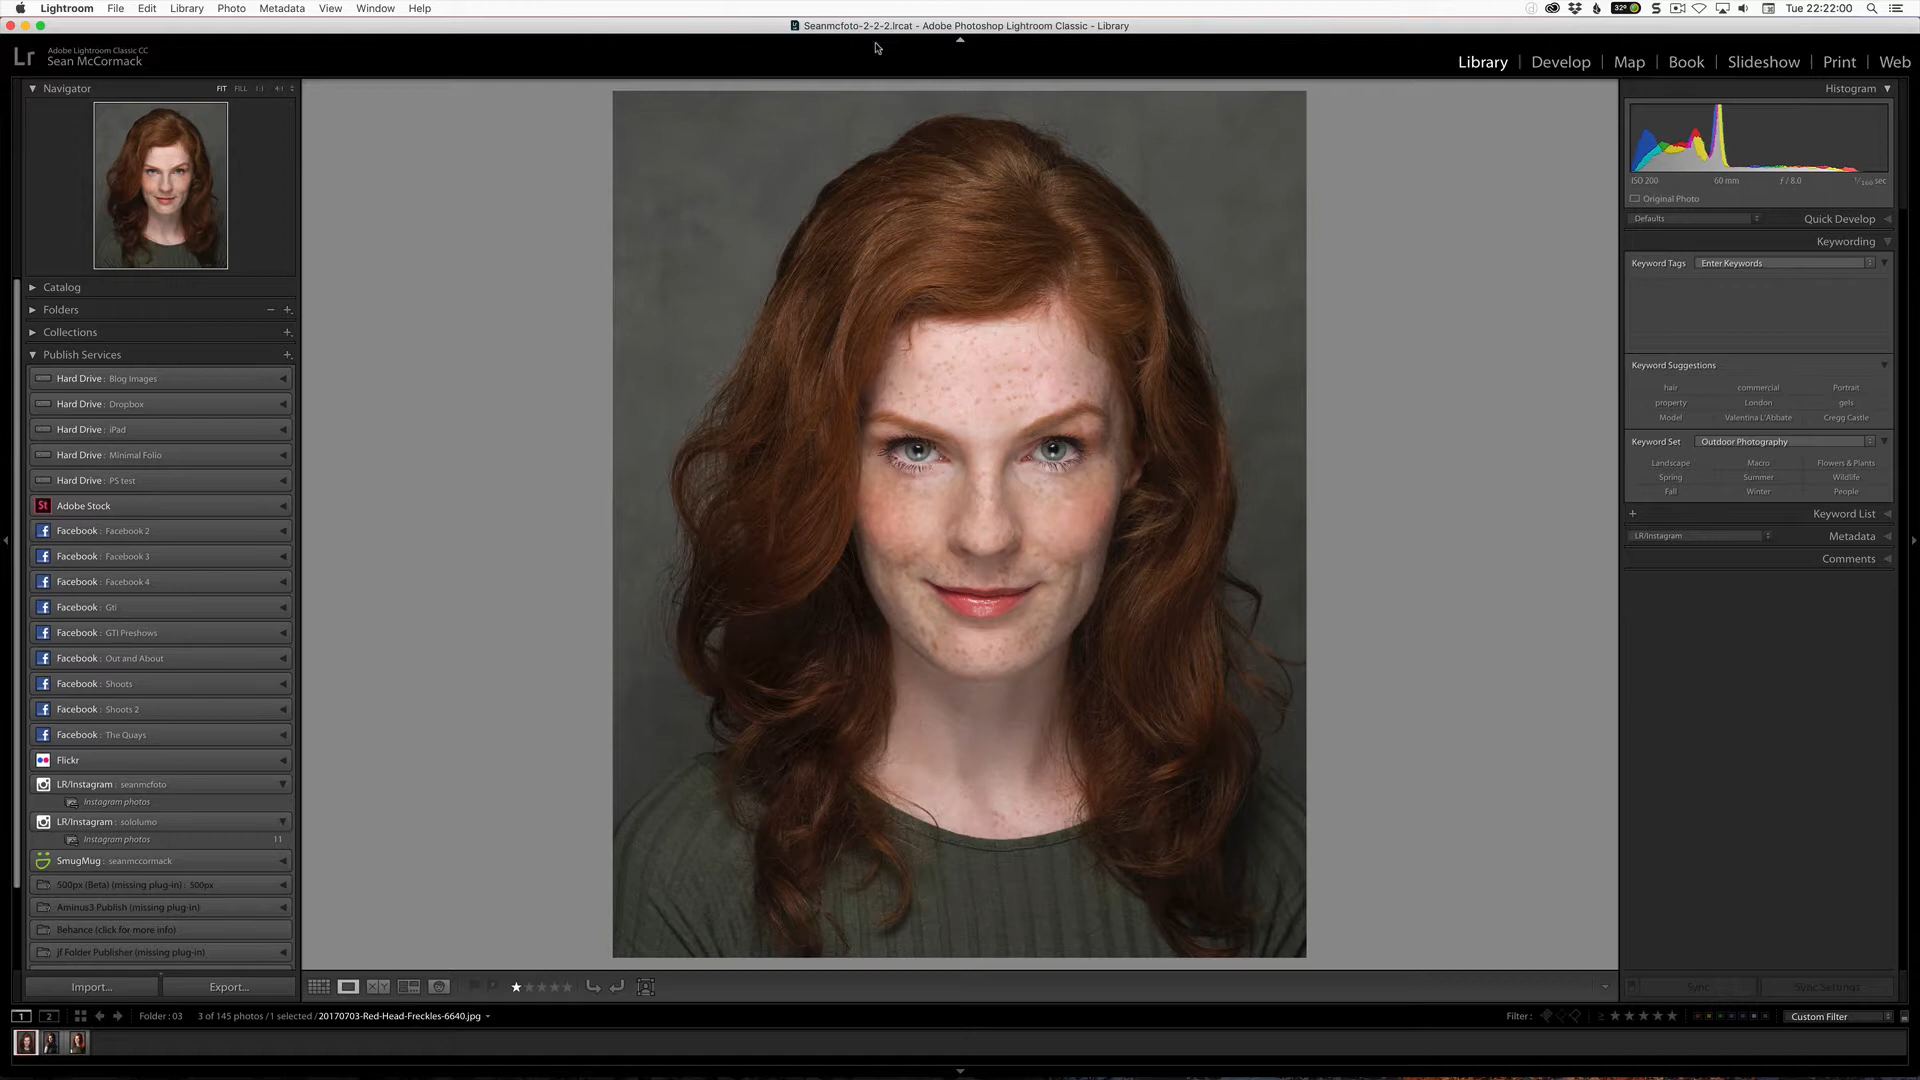 Lightroom File Edit Library Photo Metadata View Window Help
32° Tue 22:22:00
Seanmcfoto-2-2-2.lrcat - Adobe Photoshop Lightroom Classic - Library
Lr Adobe Lightroom Classic CC
Sean McCormack
Library | Develop | Map | Book | Slideshow | Print | Web
Navigator FIT FILL 1:1
Catalog
Folders
Collections
Publish Services
Hard Drive : Blog Images
Hard Drive : Dropbox
Hard Drive : iPad
Hard Drive : Minimal Folio
Hard Drive : PS test
St Adobe Stock
Facebook : Facebook 2
Facebook : Facebook 3
Facebook : Facebook 4
Facebook : Gti
Facebook : GTI Preshows
Facebook : Out and About
Facebook : Shoots
Facebook : Shoots 2
Facebook : The Quays
Flickr
LR/Instagram : seanmcfoto
Instagram photos
LR/Instagram : sololumo
Instagram photos 11
SmugMug : seanmccormack
500px (Beta) (missing plug-in) : 500px
Aminus3 Publish (missing plug-in)
Behance (click for more info)
jf Folder Publisher (missing plug-in)
Import... Export...
Histogram
ISO 200 60 mm ƒ / 8.0 1/160 sec
Original Photo
Defaults Quick Develop
Keywording
Keyword Tags Enter Keywords
Keyword Suggestions
hair commercial Portrait
property London gels
Model Valentina L'Abbate Cregg Castle
Keyword Set Outdoor Photography
Landscape Macro Flowers & Plants
Spring Summer Wildlife
Fall Winter People
+ Keyword List
LR/Instagram Metadata
Comments
Sync Sync Settings
1 2 Folder : 03 3 of 145 photos / 1 selected / 20170703-Red-Head-Freckles-6640.jpg
Filter : Custom Filter